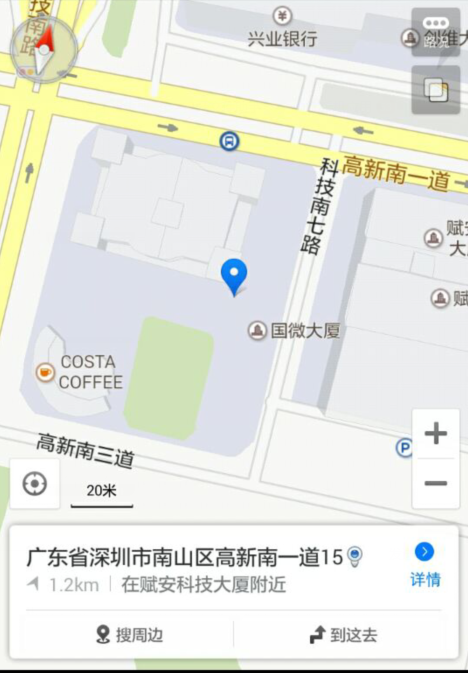 兴业银行
创维大
路况
技
南
路
高新南一道
科技南七路
赋安
大
国微大厦
赋
COSTA
COFFEE
P
高新南三道
20米
广东省深圳市南山区高新南一道15号
1.2km
在赋安科技大厦附近
详情
搜周边
到这去